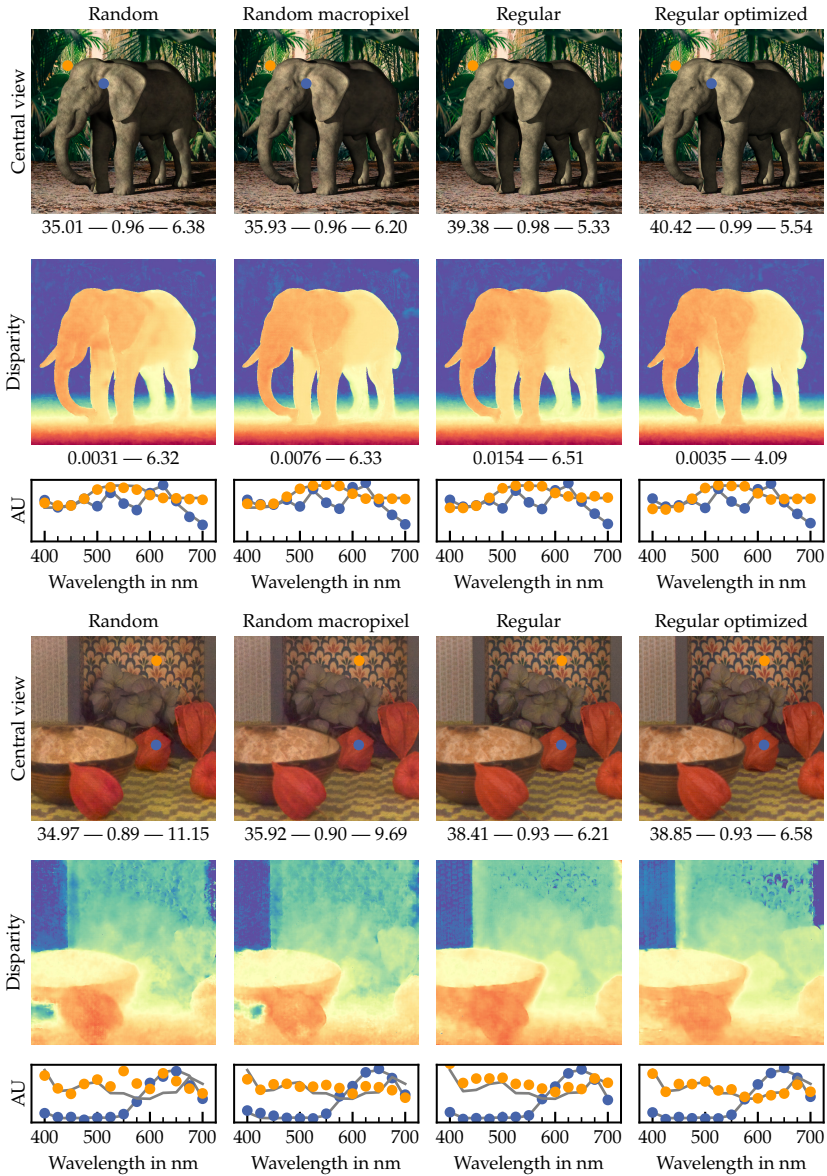 Random Random macropixel Regular Regular optimized
Central view
35.01 — 0.96 — 6.38 35.93 — 0.96 — 6.20 39.38 — 0.98 — 5.33 40.42 — 0.99 — 5.54
Disparity
0.0031 — 6.32 0.0076 — 6.33 0.0154 — 6.51 0.0035 — 4.09
AU
400 500 600 700 400 500 600 700 400 500 600 700 400 500 600 700
Wavelength in nm Wavelength in nm Wavelength in nm Wavelength in nm
Random Random macropixel Regular Regular optimized
Central view
34.97 — 0.89 — 11.15 35.92 — 0.90 — 9.69 38.41 — 0.93 — 6.21 38.85 — 0.93 — 6.58
Disparity
AU
400 500 600 700 400 500 600 700 400 500 600 700 400 500 600 700
Wavelength in nm Wavelength in nm Wavelength in nm Wavelength in nm